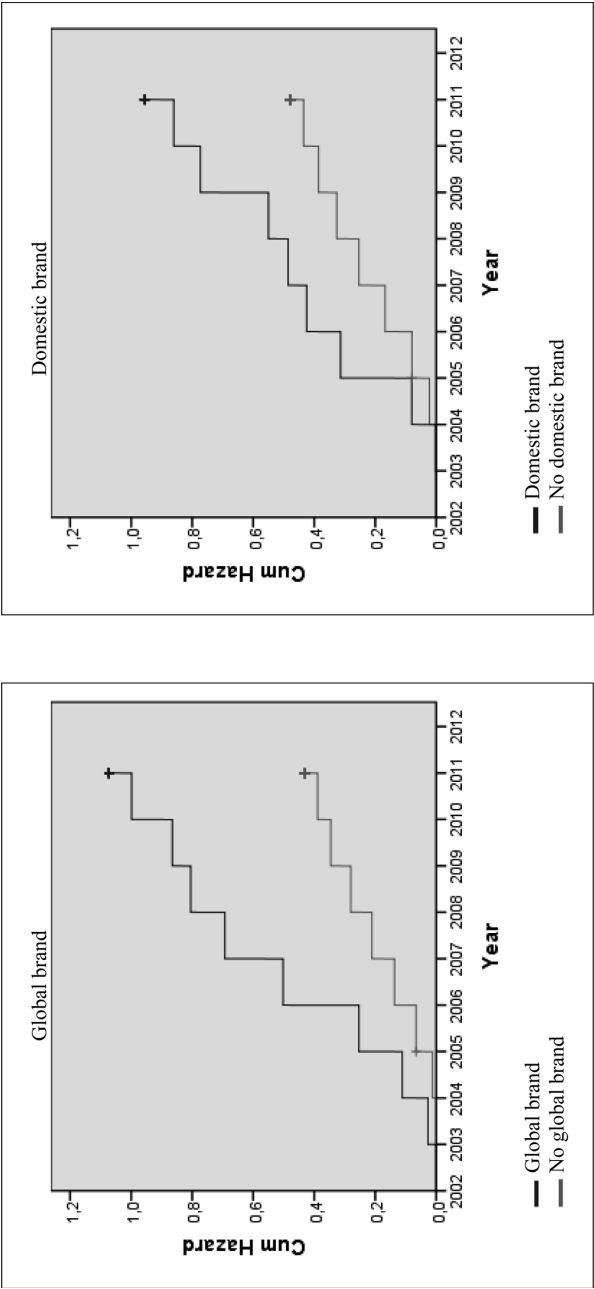 Global brand
1,2
1,0
0,8
0,6
0,4
0,2
0,0
Cum Hazard
2002 2003 2004 2005 2006 2007 2008 2009 2010 2011 2012
Year
Global brand
No global brand
Domestic brand
1,2
1,0
0,8
0,6
0,4
0,2
0,0
Cum Hazard
2002 2003 2004 2005 2006 2007 2008 2009 2010 2011 2012
Year
Domestic brand
No domestic brand